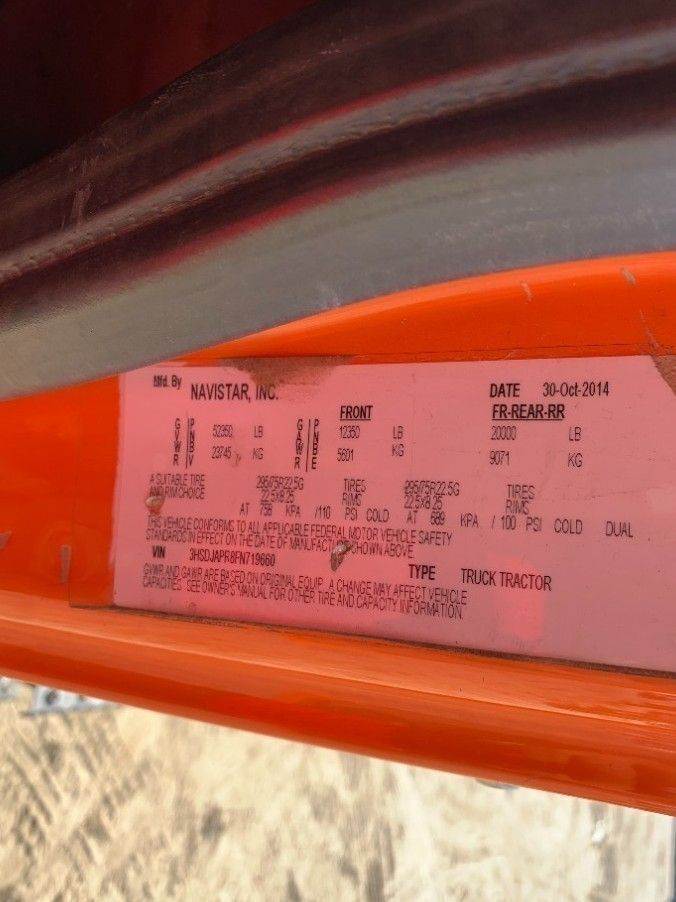 Mfd. By NAVISTAR, INC. DATE 30-Oct-2014
FRONT FR-REAR-RR
GVWR PNBV 52350 LB GAWR PNBE 12350 LB 20000 LB
23745 KG 5601 KG 9071 KG
A SUITABLE TIRE 295/75R22.5G TIRES 295/75R22.5G TIRES
AND RIM CHOICE 22.5X8.25 RIMS 22.5X8.25 RIMS
AT 758 KPA /110 PSI COLD AT 689 KPA / 100 PSI COLD DUAL
THIS VEHICLE CONFORMS TO ALL APPLICABLE FEDERAL MOTOR VEHICLE SAFETY
STANDARDS IN EFFECT ON THE DATE OF MANUFACTURE SHOWN ABOVE.
VIN 3HSDJAPR8FN719660 TYPE TRUCK TRACTOR
GVWR AND GAWR ARE BASED ON ORIGINAL EQUIP. A CHANGE MAY AFFECT VEHICLE
CAPACITIES. SEE OWNER'S MANUAL FOR OTHER TIRE AND CAPACITY INFORMATION.